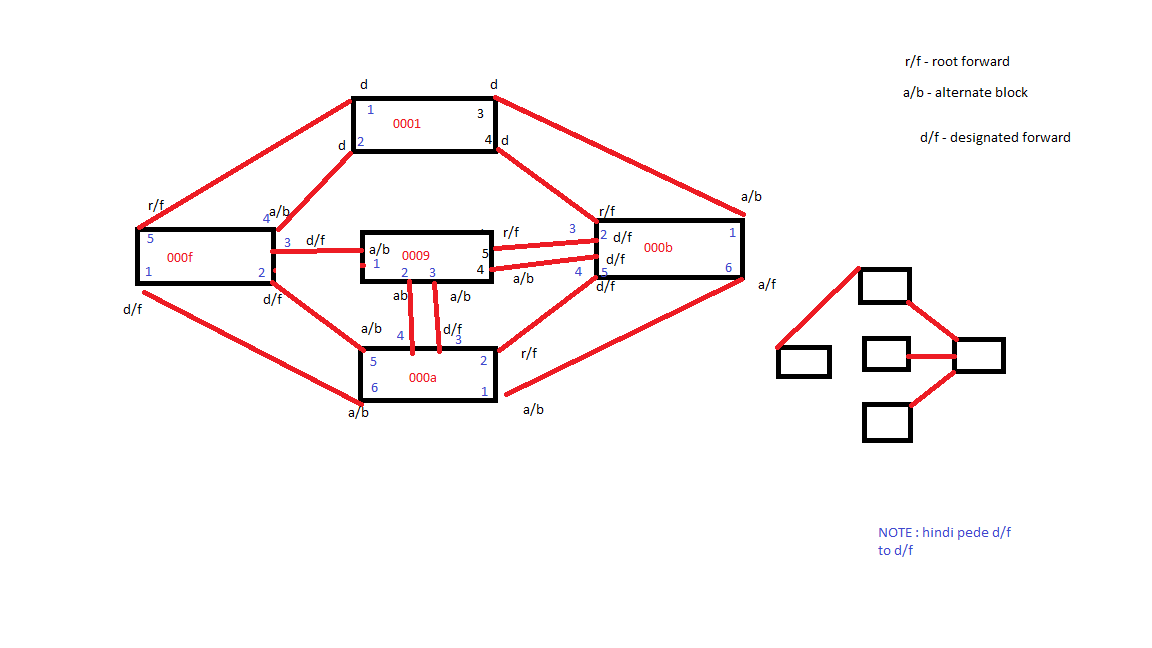 r/f - root forward
d d
a/b - alternate block
1 3
0001
d/f - designated forward
2 4 d
d
a/b
r/f a/b r/f
4
3 d/f 3 2 d/f 1
r/f
5 000b
000f a/b 0009 5
d/f
1 2 1 4 6
2 3 a/b 4 5
d/f d/f a/f
ab a/b
d/f
a/b 4 d/f
3
r/f
5 2
000a
6 1
a/b a/b
NOTE : hindi pede d/f
to d/f